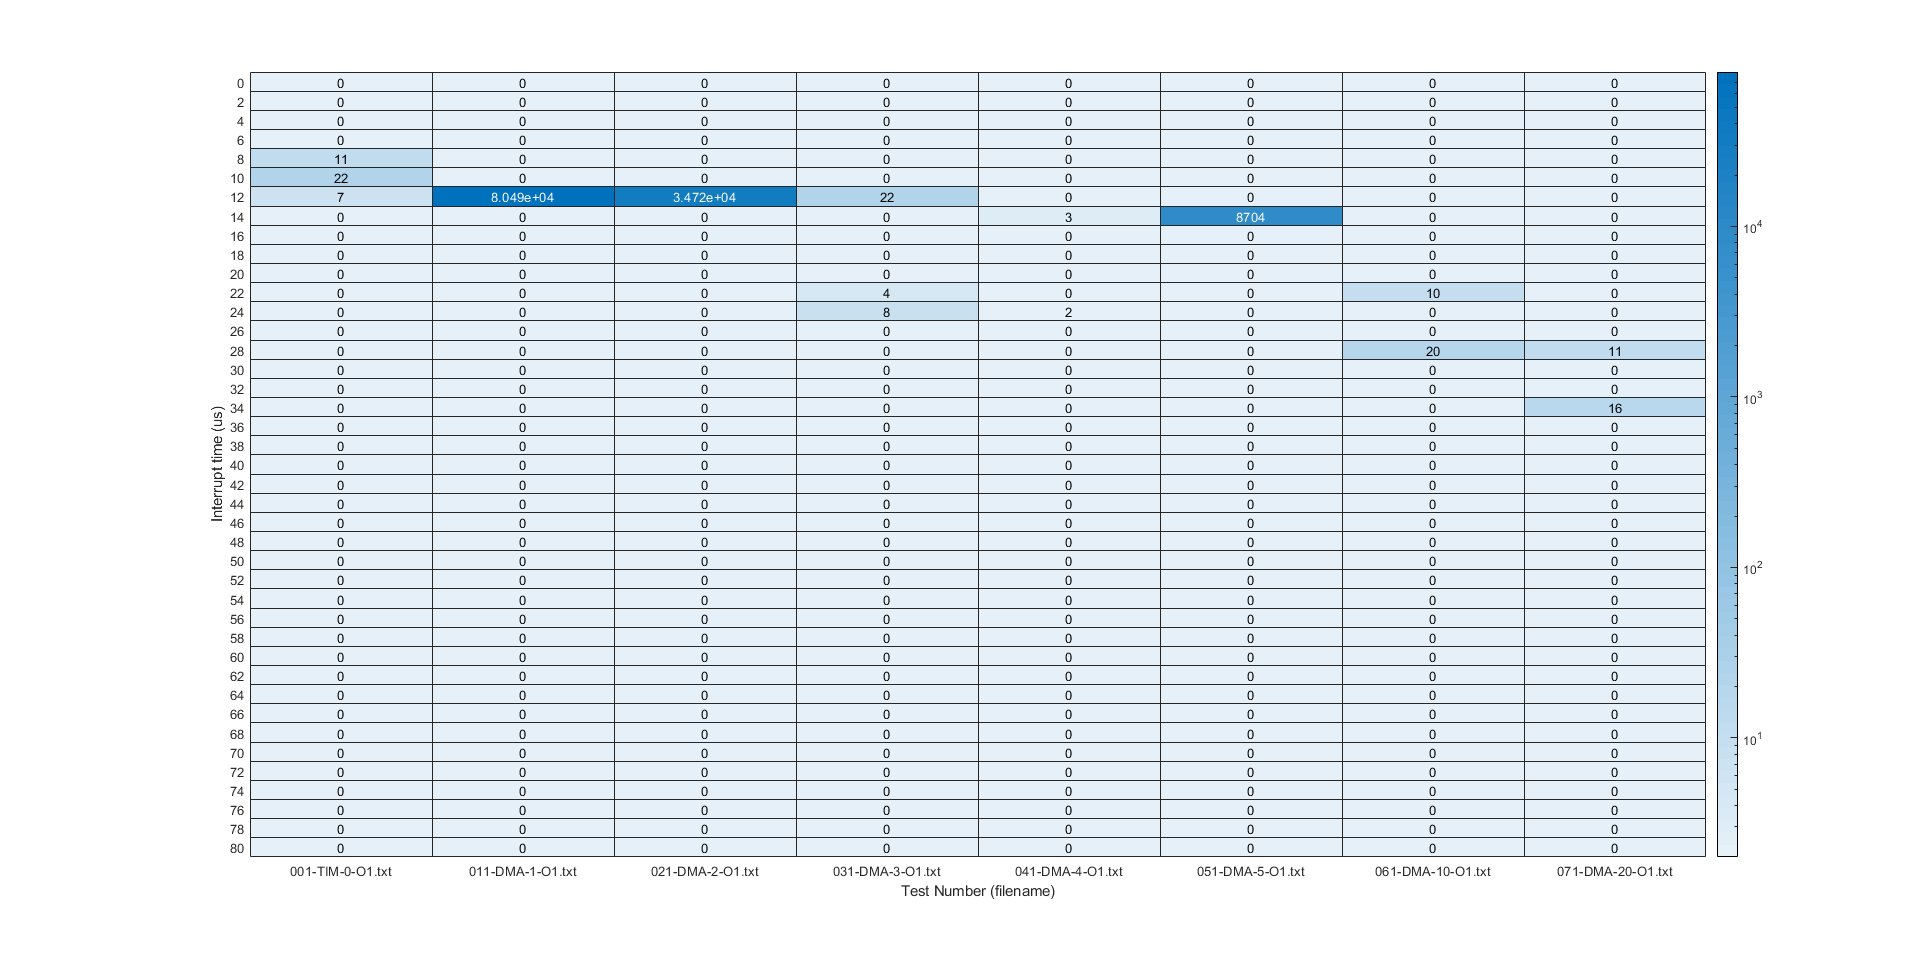 0 0 0 0 0 0 0 0 0
2 0 0 0 0 0 0 0 0
4 0 0 0 0 0 0 0 0
6 0 0 0 0 0 0 0 0
8 11 0 0 0 0 0 0 0
10 22 0 0 0 0 0 0 0
12 7 8.049e+04 3.472e+04 22 0 0 0 0
14 0 0 0 0 3 8704 0 0 10^4
16 0 0 0 0 0 0 0 0
18 0 0 0 0 0 0 0 0
20 0 0 0 0 0 0 0 0
22 0 0 0 4 0 0 10 0
24 0 0 0 8 2 0 0 0
26 0 0 0 0 0 0 0 0
28 0 0 0 0 0 0 20 11
30 0 0 0 0 0 0 0 0
32 0 0 0 0 0 0 0 0 10^3
34 0 0 0 0 0 0 0 16
36 0 0 0 0 0 0 0 0
38 0 0 0 0 0 0 0 0
40 0 0 0 0 0 0 0 0
Interrupt time (us)
42 0 0 0 0 0 0 0 0
44 0 0 0 0 0 0 0 0
46 0 0 0 0 0 0 0 0
48 0 0 0 0 0 0 0 0
50 0 0 0 0 0 0 0 0
52 0 0 0 0 0 0 0 0 10^2
54 0 0 0 0 0 0 0 0
56 0 0 0 0 0 0 0 0
58 0 0 0 0 0 0 0 0
60 0 0 0 0 0 0 0 0
62 0 0 0 0 0 0 0 0
64 0 0 0 0 0 0 0 0
66 0 0 0 0 0 0 0 0
68 0 0 0 0 0 0 0 0 10^1
70 0 0 0 0 0 0 0 0
72 0 0 0 0 0 0 0 0
74 0 0 0 0 0 0 0 0
76 0 0 0 0 0 0 0 0
78 0 0 0 0 0 0 0 0
80 0 0 0 0 0 0 0 0
001-TIM-0-O1.txt 011-DMA-1-O1.txt 021-DMA-2-O1.txt 031-DMA-3-O1.txt 041-DMA-4-O1.txt 051-DMA-5-O1.txt 061-DMA-10-O1.txt 071-DMA-20-O1.txt
Test Number (filename)